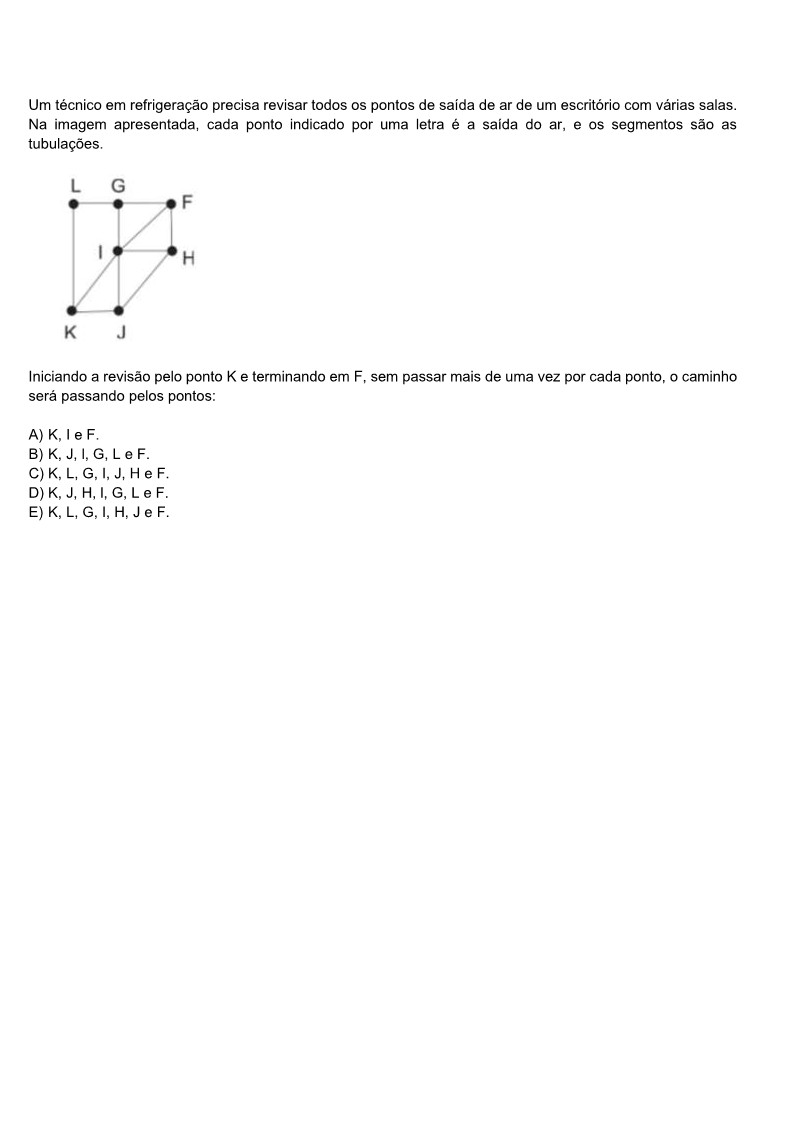 Um técnico em refrigeração precisa revisar todos os pontos de saída de ar de um escritório com várias salas.
Na imagem apresentada, cada ponto indicado por uma letra é a saída do ar, e os segmentos são as
tubulações.
L G
F
I
H
K J
Iniciando a revisão pelo ponto K e terminando em F, sem passar mais de uma vez por cada ponto, o caminho
será passando pelos pontos:
A) K, I e F.
B) K, J, I, G, L e F.
C) K, L, G, I, J, H e F.
D) K, J, H, I, G, L e F.
E) K, L, G, I, H, J e F.